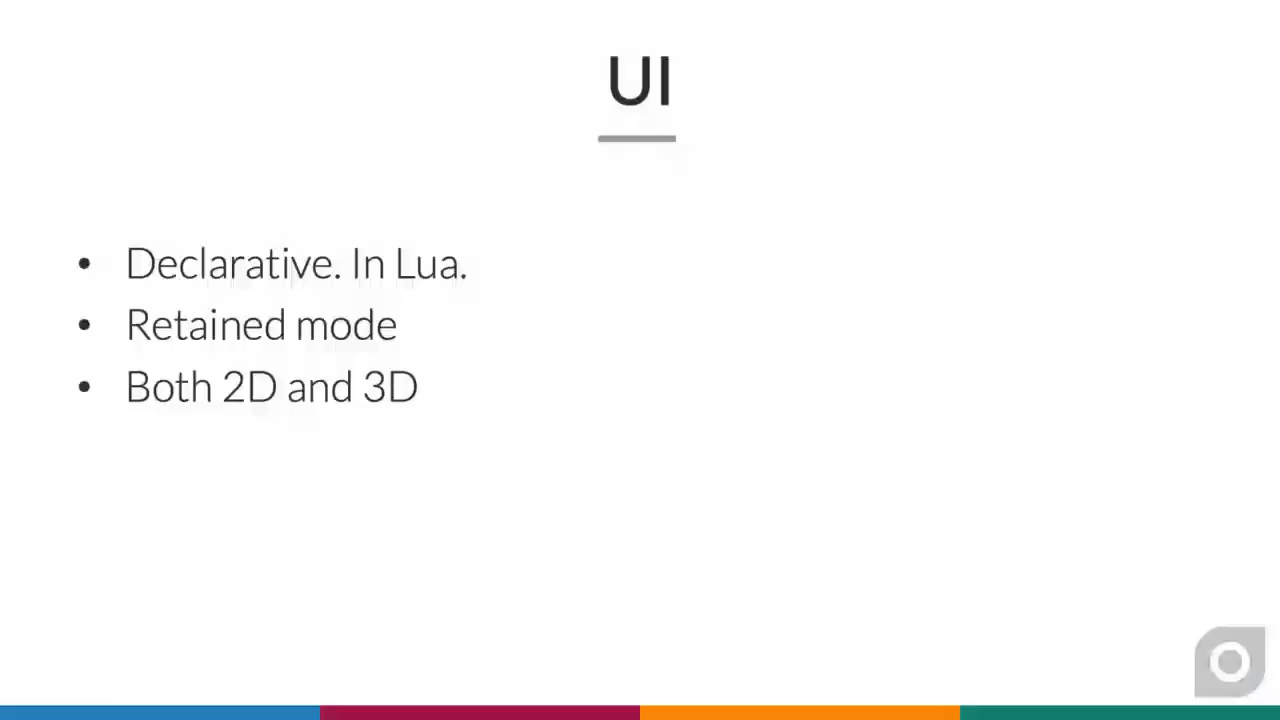 UI
• Declarative. In Lua.
• Retained mode
• Both 2D and 3D